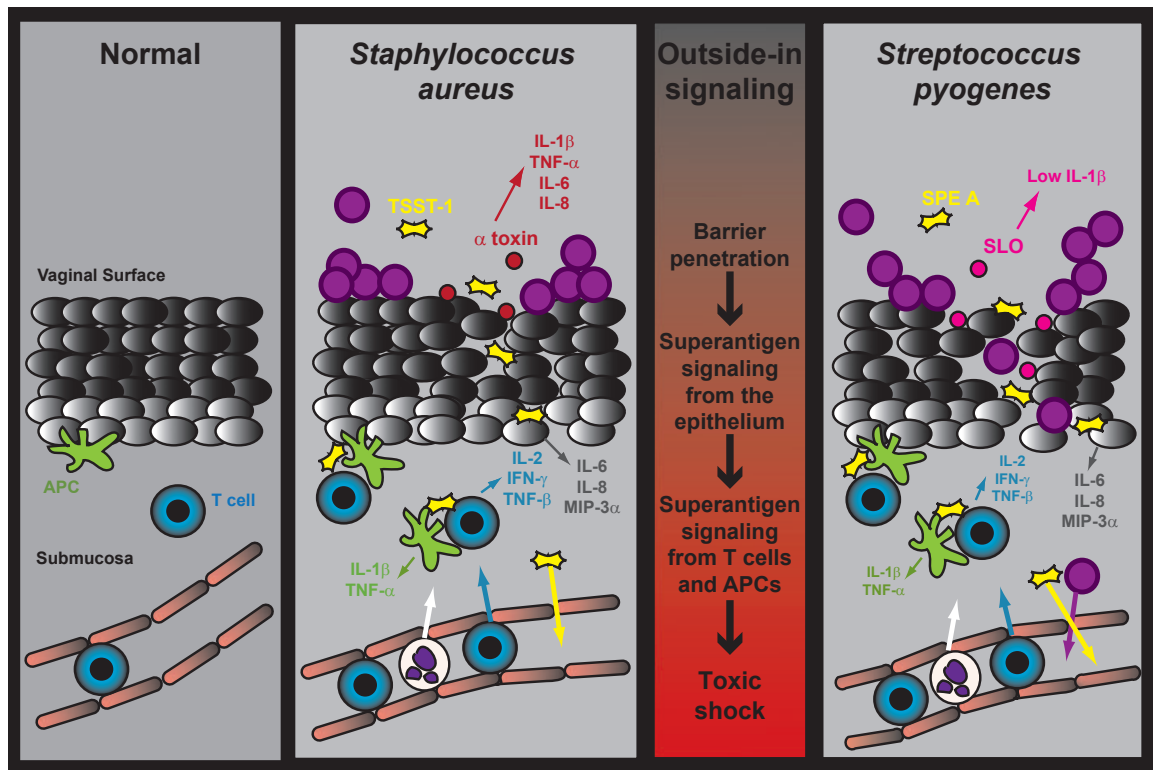 Normal
Vaginal Surface
APC
T cell
Submucosa
Staphylococcus
aureus
IL-1β
TNF-α
IL-6
IL-8
TSST-1
α toxin
IL-2
IFN-γ
TNF-β
IL-6
IL-8
MIP-3α
IL-1β
TNF-α
Outside-in
signaling
Barrier
penetration
Superantigen
signaling
from the
epithelium
Superantigen
signaling
from T cells
and APCs
Toxic
shock
Streptococcus
pyogenes
Low IL-1β
SPE A
SLO
IL-2
IFN-γ
TNF-β
IL-6
IL-8
MIP-3α
IL-1β
TNF-α